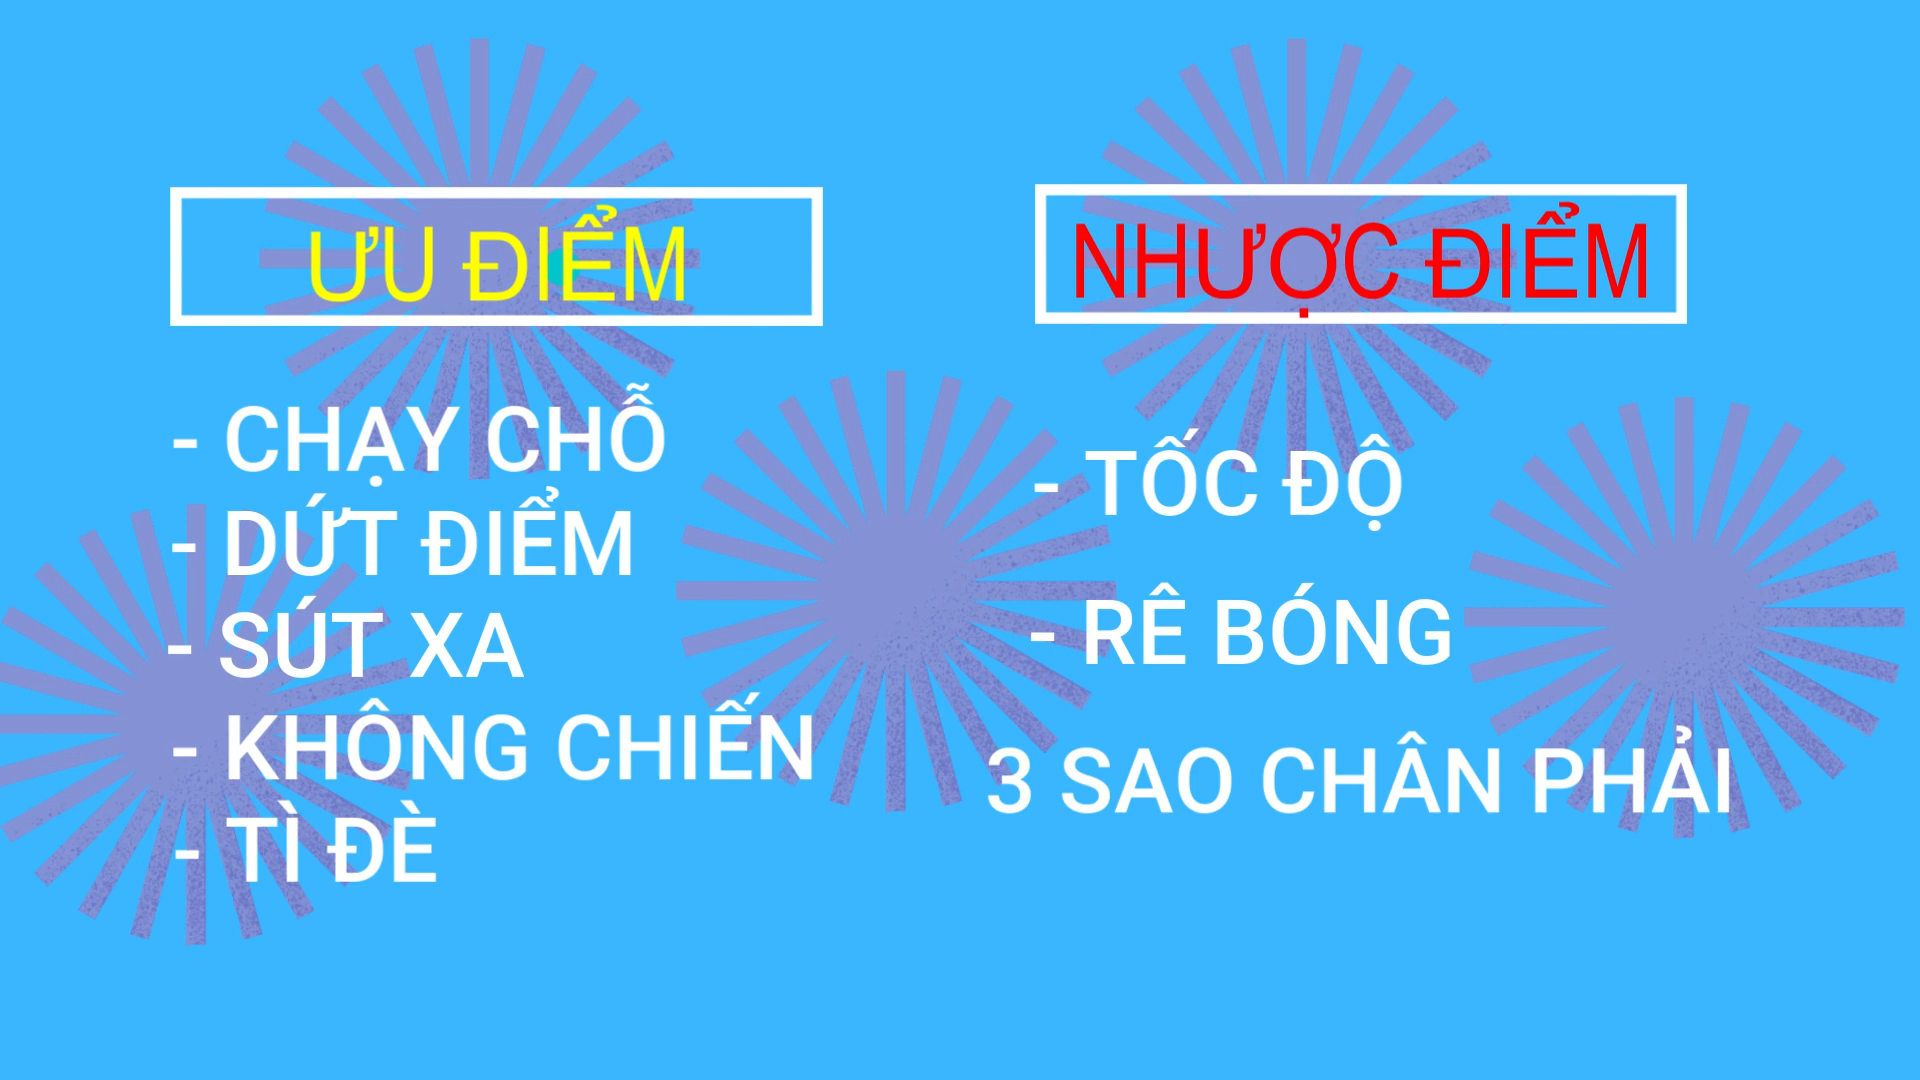 ƯU ĐIỂM
- CHẠY CHỖ
- DỨT ĐIỂM
- SÚT XA
- KHÔNG CHIẾN
- TÌ ĐÈ
NHƯỢC ĐIỂM
- TỐC ĐỘ
- RÊ BÓNG
3 SAO CHÂN PHẢI